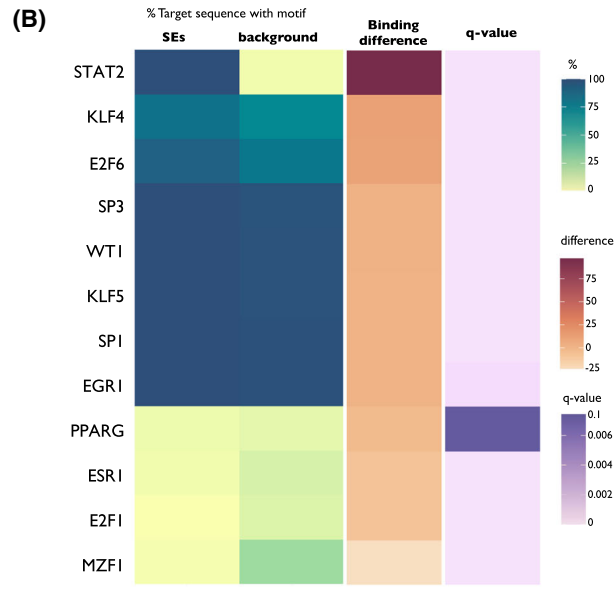 (B)
% Target sequence with motif
SEs background Binding difference q-value
STAT2
KLF4
E2F6
SP3
WT1
KLF5
SP1
EGR1
PPARG
ESR1
E2F1
MZF1
%
100
75
50
25
0
difference
75
50
25
0
-25
q-value
0.1
0.006
0.004
0.002
0